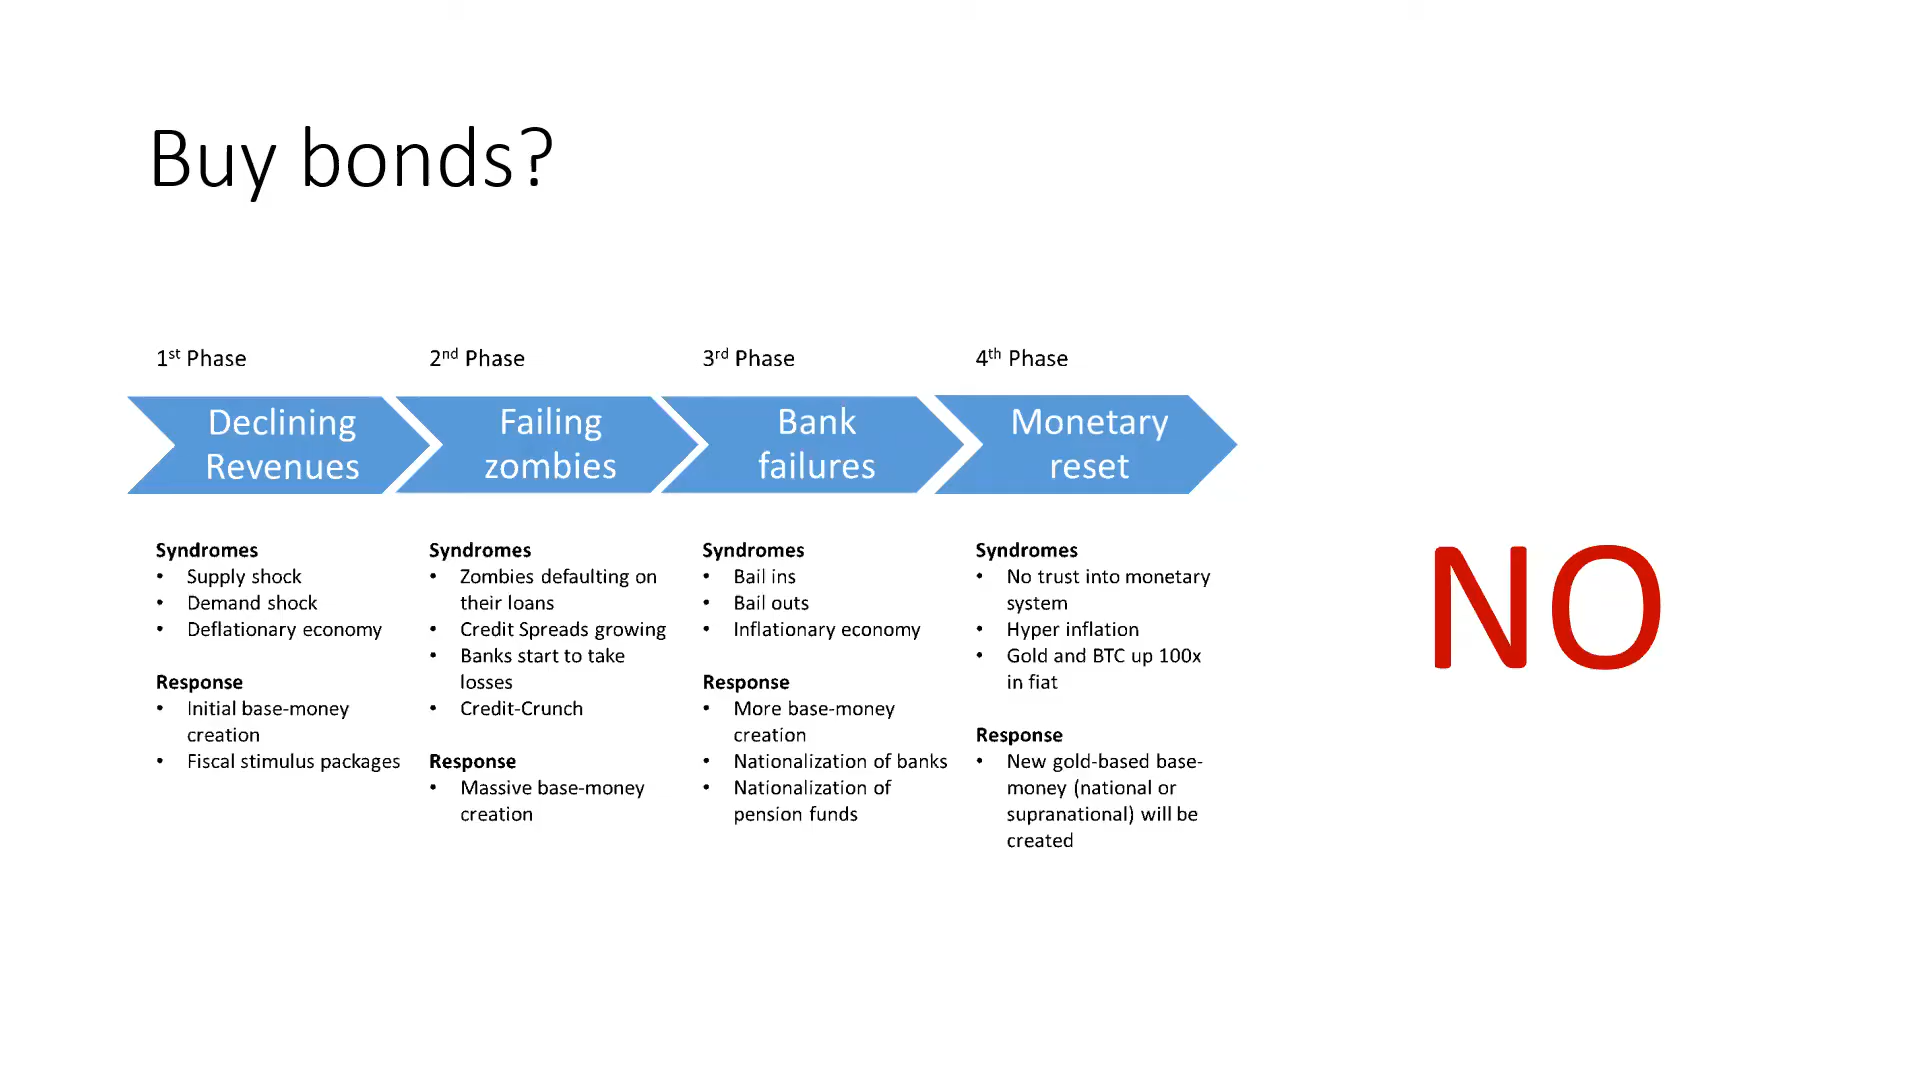 Buy bonds?
1st Phase
Declining
Revenues
Syndromes
• Supply shock
• Demand shock
• Deflationary economy
Response
• Initial base-money
creation
• Fiscal stimulus packages
2nd Phase
Failing
zombies
Syndromes
• Zombies defaulting on
their loans
• Credit Spreads growing
• Banks start to take
losses
• Credit-Crunch
Response
• Massive base-money
creation
3rd Phase
Bank
failures
Syndromes
• Bail ins
• Bail outs
• Inflationary economy
Response
• More base-money
creation
• Nationalization of banks
• Nationalization of
pension funds
4th Phase
Monetary
reset
Syndromes
• No trust into monetary
system
• Hyper inflation
• Gold and BTC up 100x
in fiat
Response
• New gold-based base-
money (national or
supranational) will be
created
NO